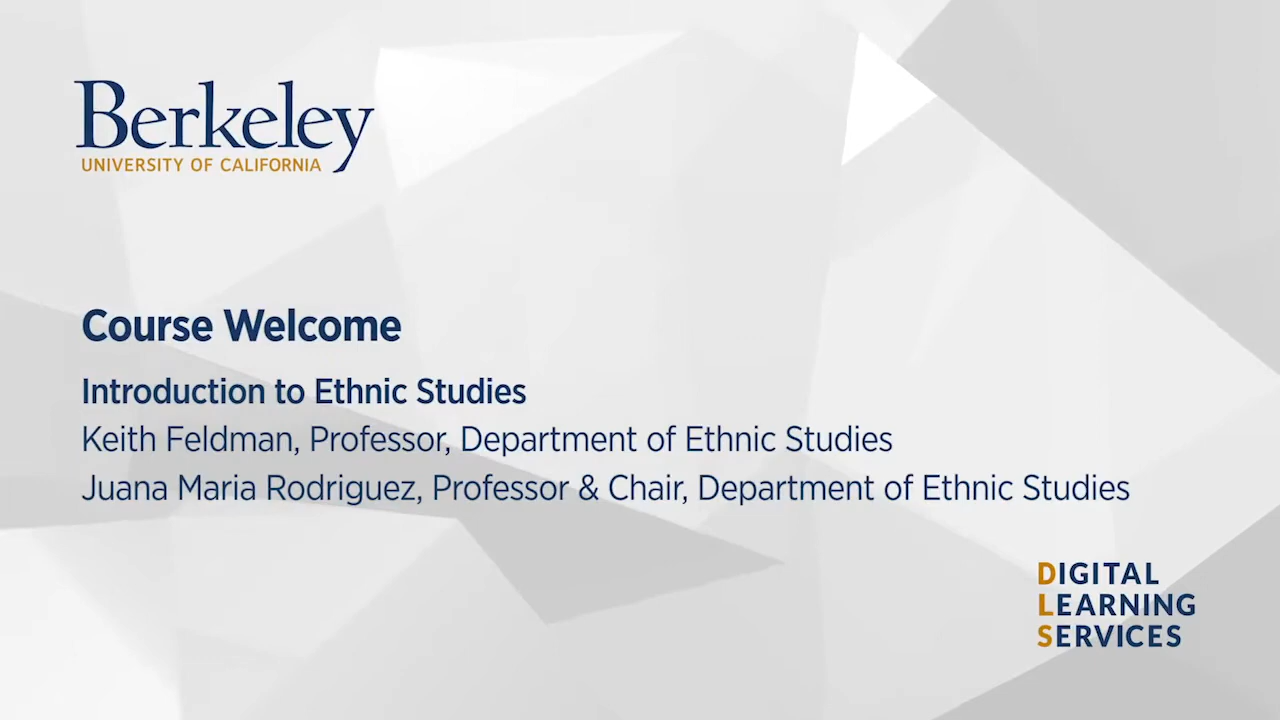 Berkeley
UNIVERSITY OF CALIFORNIA
Course Welcome
Introduction to Ethnic Studies
Keith Feldman, Professor, Department of Ethnic Studies
Juana Maria Rodriguez, Professor & Chair, Department of Ethnic Studies
DIGITAL
LEARNING
SERVICES